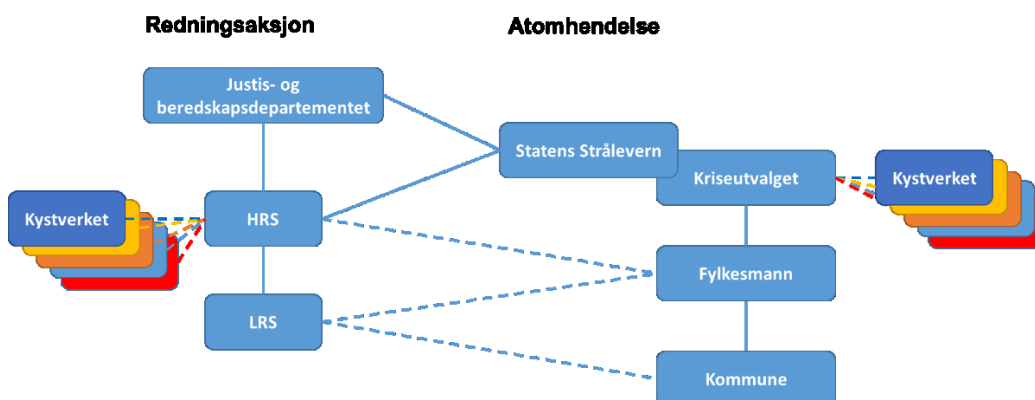 Redningsaksjon
Atomhendelse
Justis- og
beredskapsdepartementet
Statens Strålevern
Kriseutvalget
Kystverket
Kystverket
HRS
Fylkesmann
LRS
Kommune